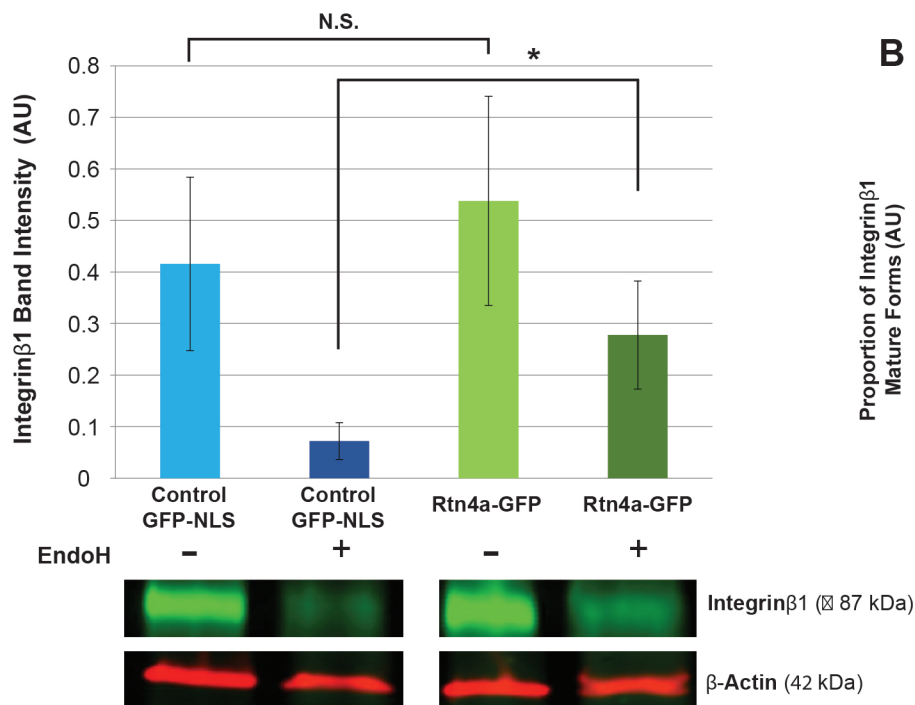 N.S.
*
B
Integrinβ1 Band Intensity (AU)
0.8
0.7
0.6
0.5
0.4
0.3
0.2
0.1
0
Control
GFP-NLS
Control
GFP-NLS
Rtn4a-GFP
Rtn4a-GFP
EndoH
– + – +
Integrinβ1 (☒ 87 kDa)
β-Actin (42 kDa)
Proportion of Integrinβ1
Mature Forms (AU)